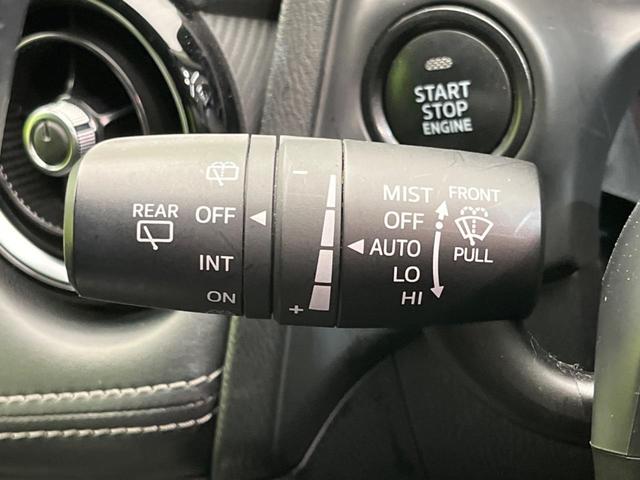 START
STOP
ENGINE
REAR
OFF
INT
ON
−
+
MIST
OFF
AUTO
LO
HI
FRONT
PULL